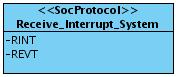 <<SocProtocol>>
Receive_Interrupt_System
-RINT
-REVT